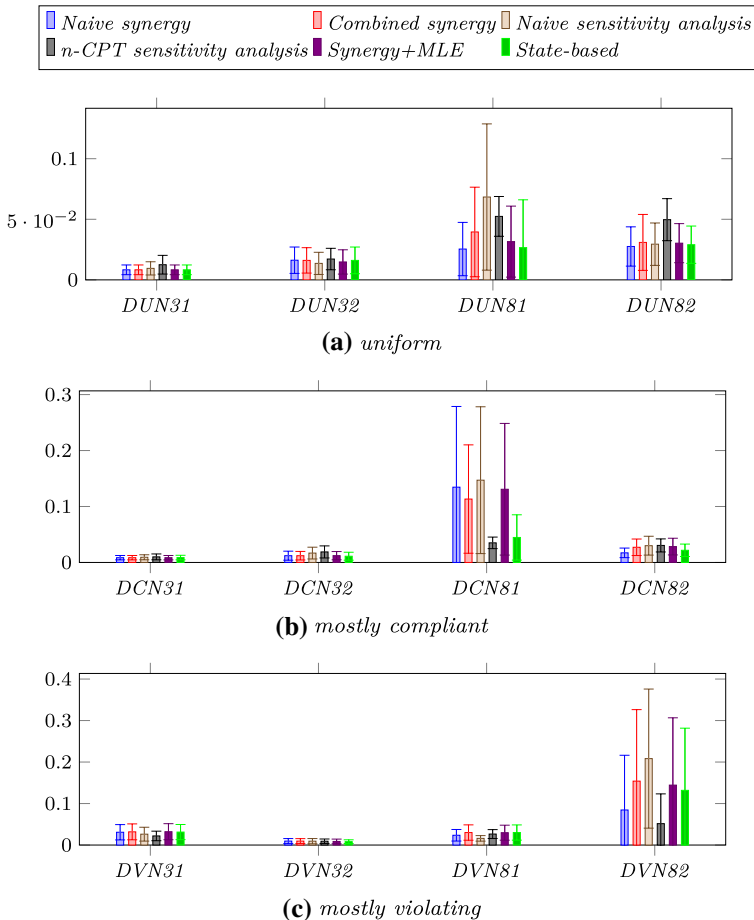 Naive synergy Combined synergy Naive sensitivity analysis
n-CPT sensitivity analysis Synergy+MLE State-based
0.1
5 · 10−2
0
DUN31 DUN32 DUN81 DUN82
(a) uniform
0.3
0.2
0.1
0
DCN31 DCN32 DCN81 DCN82
(b) mostly compliant
0.4
0.3
0.2
0.1
0
DVN31 DVN32 DVN81 DVN82
(c) mostly violating